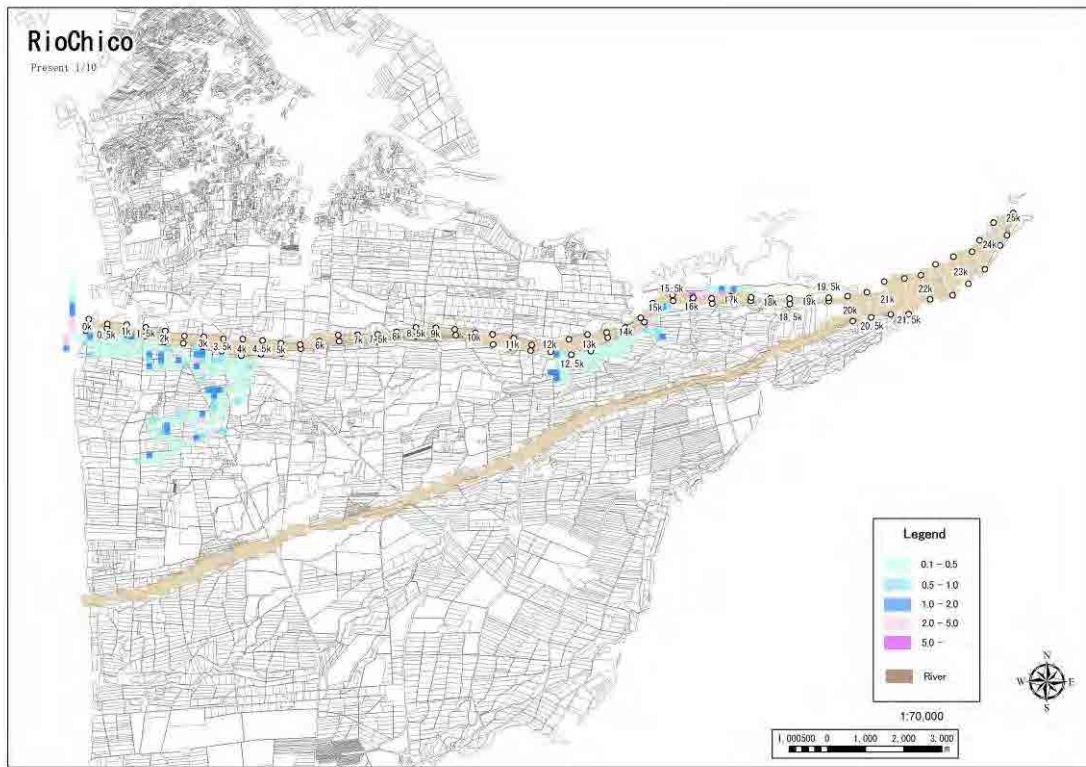 RioChico
Present 1/10
25k
24k
23k
22k
21k
21.5k
20.5k
20k
19.5k
19k
18.5k
18k
17k
16k
15.5k
15k
14k
13k
12.5k
12k
11k
10k
9k
8.5k
8k
7.5k
7k
6k
5k
4.5k
4k
3.5k
3k
2k
1.5k
1k
0.5k
0k
Legend
0.1 - 0.5
0.5 - 1.0
1.0 - 2.0
2.0 - 5.0
5.0 -
River
N
W E
S
1:70,000
1,000500 0 1,000 2,000 3,000
m